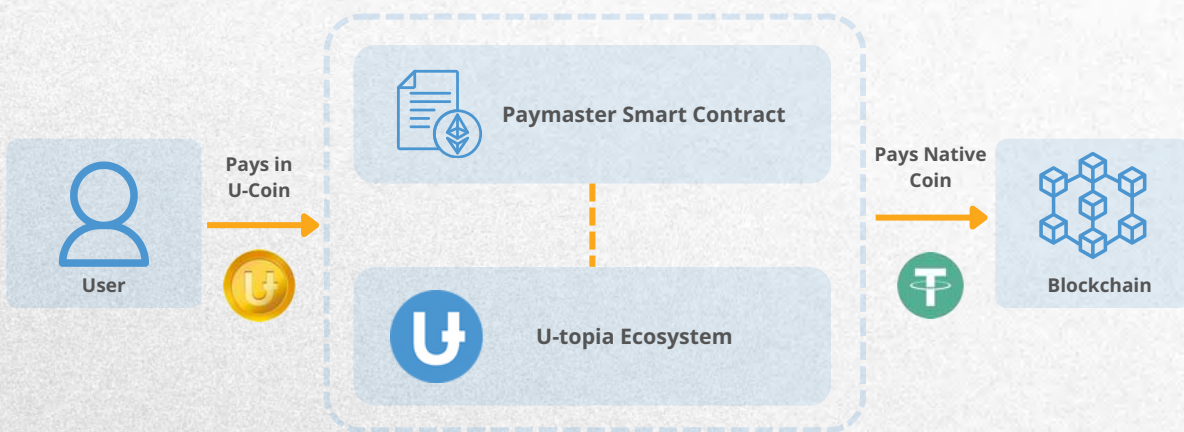 Paymaster Smart Contract
Pays in
U-Coin
Pays Native
Coin
User
U-topia Ecosystem
Blockchain